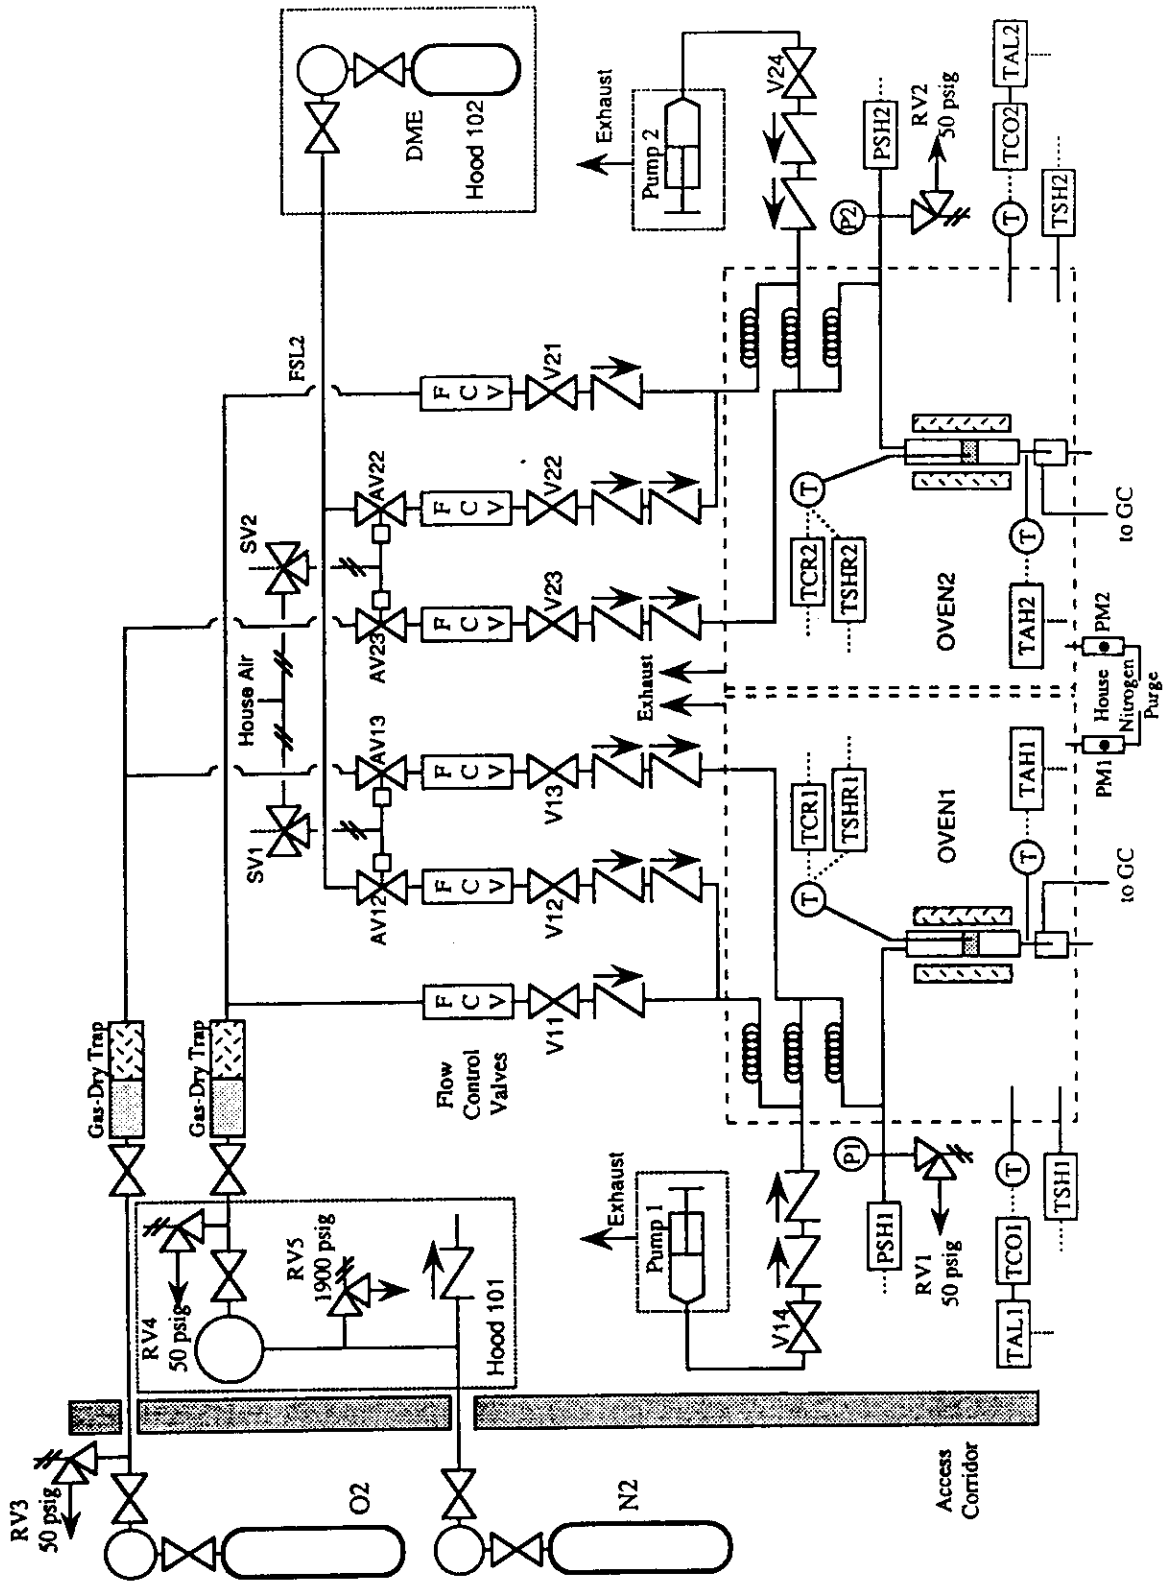 RV3
50 psig
O2
N2
Access
Corridor
RV4
50 psig
RV5
1900 psig
Hood 101
Gas-Dry Trap
Gas-Dry Trap
Flow
Control
Valves
House Air
SV1
SV2
FSL2
DME
Hood 102
AV12
AV13
AV23
AV22
F
C
V
F
C
V
F
C
V
F
C
V
F
C
V
F
C
V
V11
V12
V13
V23
V22
V21
Exhaust
Pump 1
V14
Exhaust
Exhaust
Pump 2
V24
PSH1
P1
RV1
50 psig
TAL1
TCO1
T
TSH1
T
TCR1
TSHR1
OVEN1
T
TAH1
to GC
PM1
House
Nitrogen
Purge
PM2
T
TCR2
TSHR2
OVEN2
T
TAH2
to GC
P2
PSH2
RV2
50 psig
T
TCO2
TAL2
TSH2